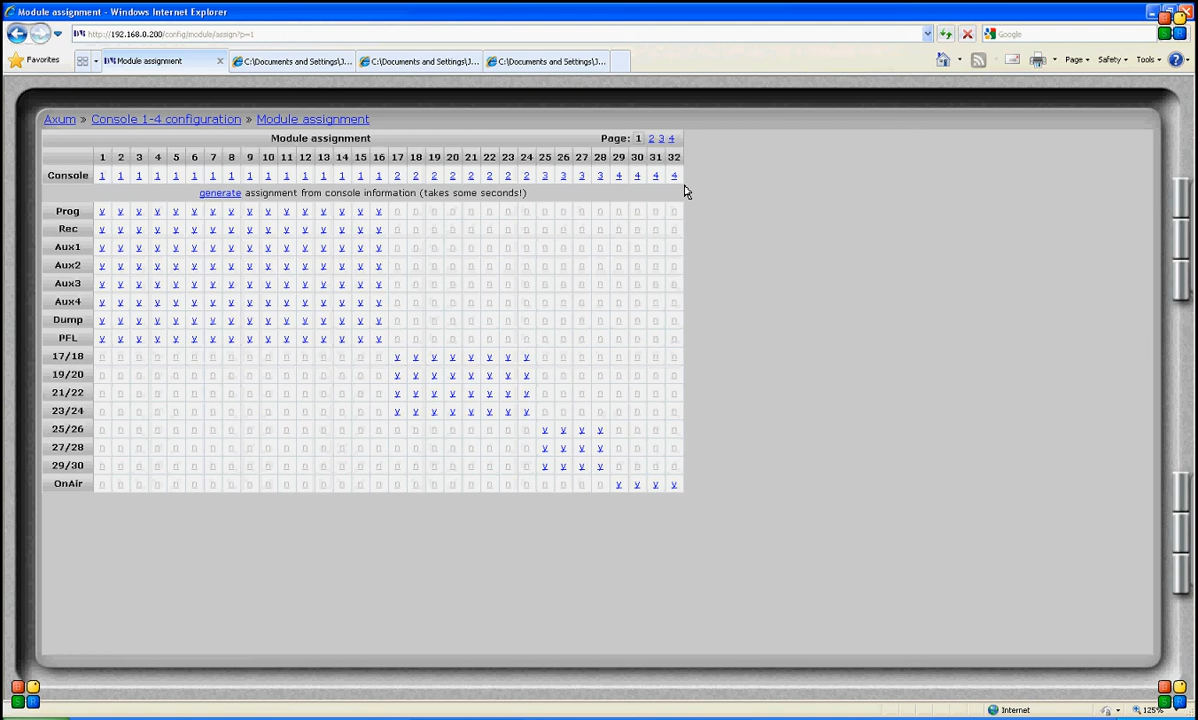 Module assignment - Windows Internet Explorer
http://192.168.0.200/config/module/assign?p=1
Google
Favorites
Module assignment
C:\Documents and Settings\J...
C:\Documents and Settings\J...
C:\Documents and Settings\J...
Page
Safety
Tools
Axum » Console 1-4 configuration » Module assignment
Module assignment Page: 1 2 3 4
1 2 3 4 5 6 7 8 9 10 11 12 13 14 15 16 17 18 19 20 21 22 23 24 25 26 27 28 29 30 31 32
Console 1 1 1 1 1 1 1 1 1 1 1 1 1 1 1 1 2 2 2 2 2 2 2 2 3 3 3 3 4 4 4 4
generate assignment from console information (takes some seconds!)
Prog y y y y y y y y y y y y y y y y n n n n n n n n n n n n n n n n
Rec y y y y y y y y y y y y y y y y n n n n n n n n n n n n n n n n
Aux1 y y y y y y y y y y y y y y y y n n n n n n n n n n n n n n n n
Aux2 y y y y y y y y y y y y y y y y n n n n n n n n n n n n n n n n
Aux3 y y y y y y y y y y y y y y y y n n n n n n n n n n n n n n n n
Aux4 y y y y y y y y y y y y y y y y n n n n n n n n n n n n n n n n
Dump y y y y y y y y y y y y y y y y n n n n n n n n n n n n n n n n
PFL y y y y y y y y y y y y y y y y n n n n n n n n n n n n n n n n
17/18 n n n n n n n n n n n n n n n n y y y y y y y y n n n n n n n n
19/20 n n n n n n n n n n n n n n n n y y y y y y y y n n n n n n n n
21/22 n n n n n n n n n n n n n n n n y y y y y y y y n n n n n n n n
23/24 n n n n n n n n n n n n n n n n y y y y y y y y n n n n n n n n
25/26 n n n n n n n n n n n n n n n n n n n n n n n n y y y y n n n n
27/28 n n n n n n n n n n n n n n n n n n n n n n n n y y y y n n n n
29/30 n n n n n n n n n n n n n n n n n n n n n n n n y y y y n n n n
OnAir n n n n n n n n n n n n n n n n n n n n n n n n n n n n y y y y
Internet
125%